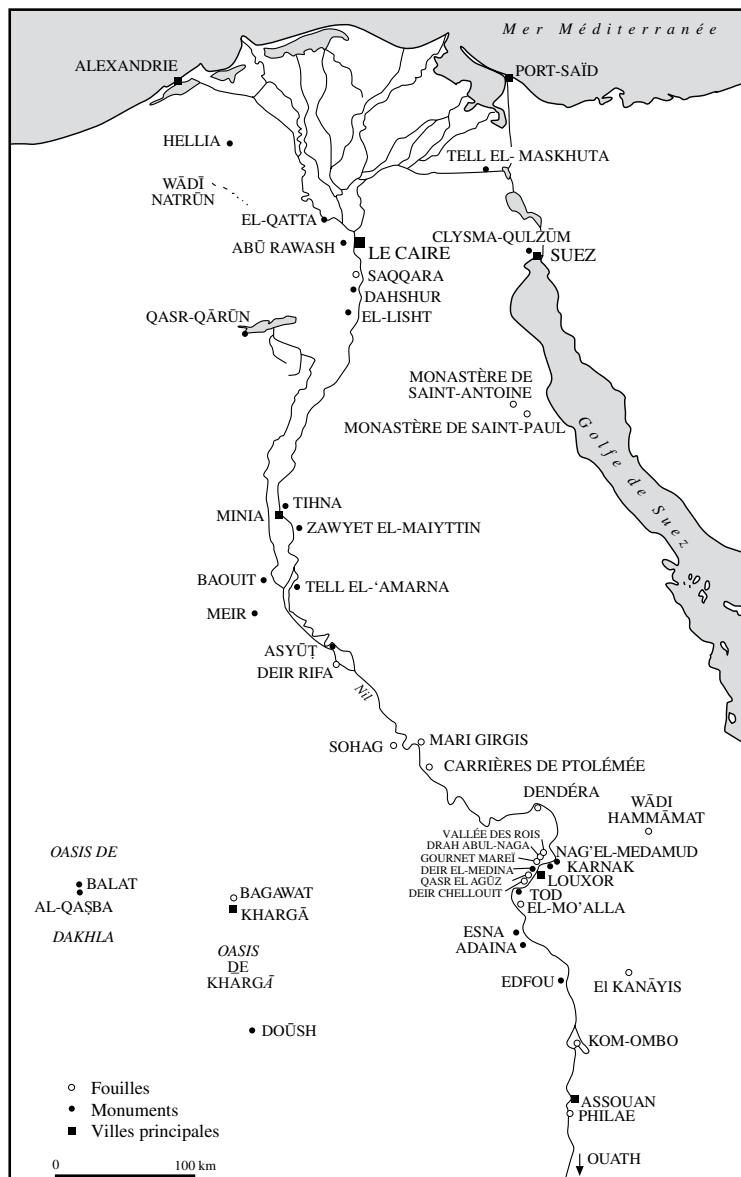 Mer Méditerranée
ALEXANDRIE
PORT-SAÏD
HELLIA
TELL EL- MASKHUTA
WĀDĪ
NATRŪN
EL-QATTA
CLYSMA-QULZŪM
ABŪ RAWASH
LE CAIRE
SUEZ
SAQQARA
DAHSHUR
QASR-QĀRŪN
EL-LISHT
MONASTÈRE DE
SAINT-ANTOINE
MONASTÈRE DE SAINT-PAUL
Golfe de Suez
TIHNA
MINIA
ZAWYET EL-MAIYTTIN
BAOUIT
TELL EL-‘AMARNA
MEIR
ASYŪṬ
DEIR RIFA
Nil
SOHAG
MARI GIRGIS
CARRIÈRES DE PTOLÉMÉE
DENDÉRA
WĀDI
HAMMĀMAT
VALLÉE DES ROIS
DRAH ABUL-NAGA
GOURNET MAREÏ
DEIR EL-MEDINA
QASR EL AGŪZ
DEIR CHELLOUIT
NAG'EL-MEDAMUD
KARNAK
LOUXOR
TOD
EL-MO'ALLA
OASIS DE
BALAT
AL-QAṢBA
DAKHLA
BAGAWAT
KHARGĀ
OASIS
DE
KHARGĀ
ESNA
ADAINA
EDFOU
El KANĀYIS
DOŪSH
KOM-OMBO
Fouilles
Monuments
Villes principales
ASSOUAN
PHILAE
OUATH
0 100 km